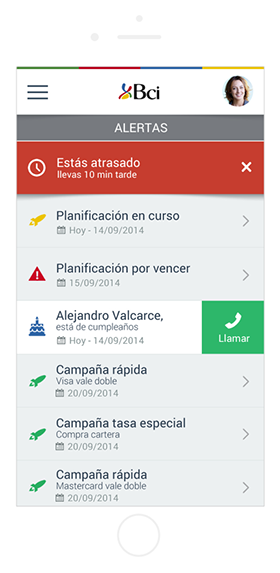 Bci
ALERTAS
Estás atrasado
llevas 10 min tarde
Planificación en curso
Hoy - 14/09/2014
Planificación por vencer
15/09/2014
Alejandro Valcarce,
está de cumpleaños
Hoy - 14/09/2014
Llamar
Campaña rápida
Visa vale doble
20/09/2014
Campaña tasa especial
Compra cartera
20/09/2014
Campaña rápida
Mastercard vale doble
20/09/2014